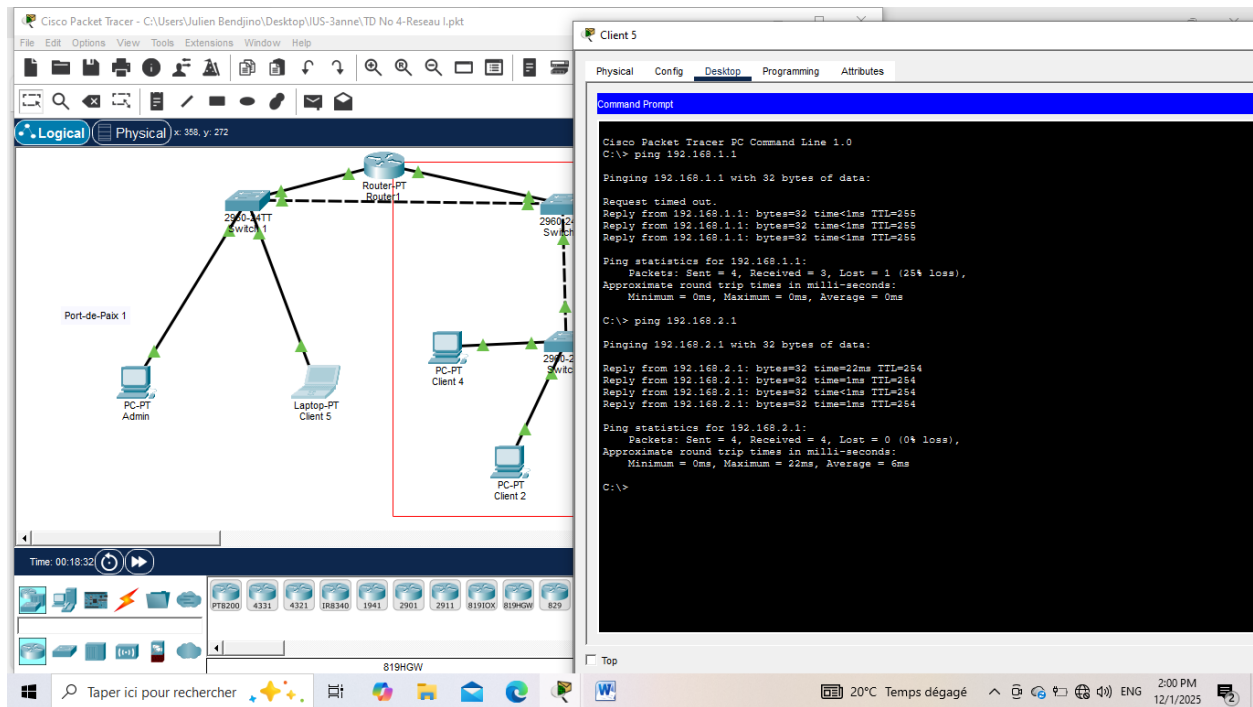 Cisco Packet Tracer - C:\Users\Julien Bendjino\Desktop\IUS-3anne\TD No 4-Reseau I.pkt
File Edit Options View Tools Extensions Window Help
Logical
Physical
x: 358, y: 272
Router-PT
Router1
2960-24TT
Switch 1
2960-2
Switch
Port-de-Paix 1
PC-PT
Client 4
2960-2
Switc
PC-PT
Admin
Laptop-PT
Client 5
PC-PT
Client 2
Time: 00:18:32
PT8200 4331 4321 IR8340 1941 2901 2911 819IOX 819HGW 829
819HGW
Client 5
Physical Config Desktop Programming Attributes
Command Prompt
Cisco Packet Tracer PC Command Line 1.0
C:\> ping 192.168.1.1
Pinging 192.168.1.1 with 32 bytes of data:
Request timed out.
Reply from 192.168.1.1: bytes=32 time<1ms TTL=255
Reply from 192.168.1.1: bytes=32 time<1ms TTL=255
Reply from 192.168.1.1: bytes=32 time<1ms TTL=255
Ping statistics for 192.168.1.1:
Packets: Sent = 4, Received = 3, Lost = 1 (25% loss),
Approximate round trip times in milli-seconds:
Minimum = 0ms, Maximum = 0ms, Average = 0ms
C:\> ping 192.168.2.1
Pinging 192.168.2.1 with 32 bytes of data:
Reply from 192.168.2.1: bytes=32 time=22ms TTL=254
Reply from 192.168.2.1: bytes=32 time<1ms TTL=254
Reply from 192.168.2.1: bytes=32 time=1ms TTL=254
Reply from 192.168.2.1: bytes=32 time=1ms TTL=254
Ping statistics for 192.168.2.1:
Packets: Sent = 4, Received = 4, Lost = 0 (0% loss),
Approximate round trip times in milli-seconds:
Minimum = 0ms, Maximum = 22ms, Average = 6ms
C:\>
Top
Taper ici pour rechercher
20°C Temps dégagé
ENG
2:00 PM
12/1/2025
2